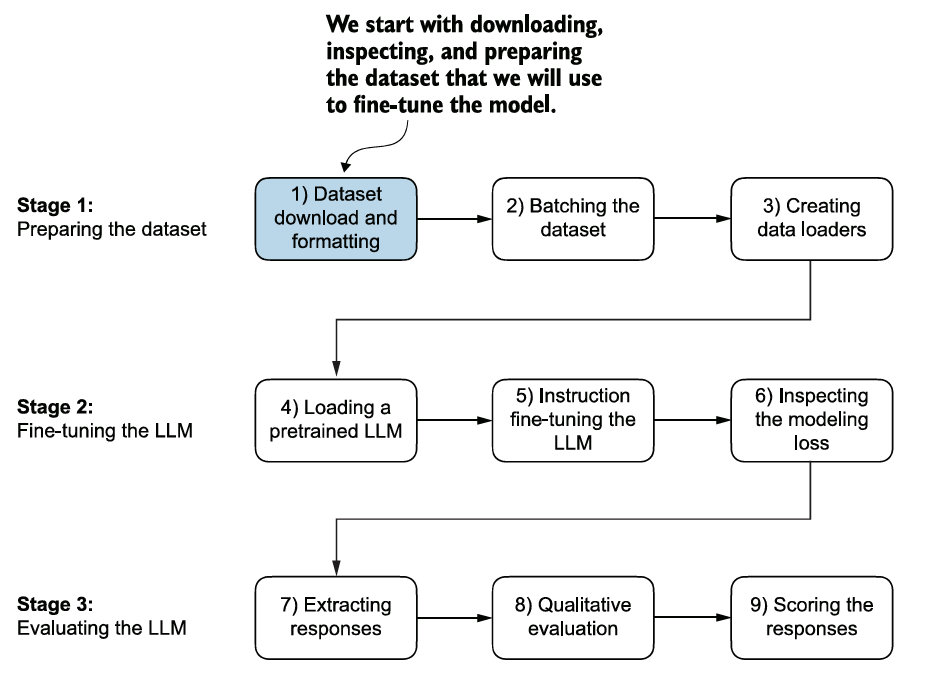 We start with downloading,
inspecting, and preparing
the dataset that we will use
to fine-tune the model.
Stage 1:
Preparing the dataset
1) Dataset
download and
formatting
2) Batching the
dataset
3) Creating
data loaders
Stage 2:
Fine-tuning the LLM
4) Loading a
pretrained LLM
5) Instruction
fine-tuning the
LLM
6) Inspecting
the modeling
loss
Stage 3:
Evaluating the LLM
7) Extracting
responses
8) Qualitative
evaluation
9) Scoring the
responses